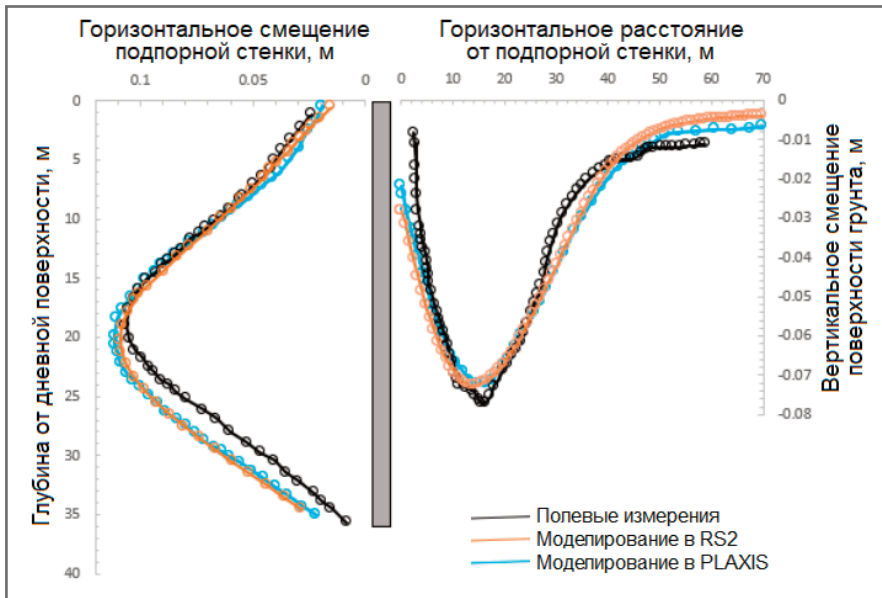 Горизонтальное смещение
подпорной стенки, м
Горизонтальное расстояние
от подпорной стенки, м
0.1 0.05 0
0 10 20 30 40 50 60 70
Глубина от дневной поверхности, м
0
5
10
15
20
25
30
35
40
0
-0.01
-0.02
-0.03
-0.04
-0.05
-0.06
-0.07
-0.08
Вертикальное смещение
поверхности грунта, м
Полевые измерения
Моделирование в RS2
Моделирование в PLAXIS